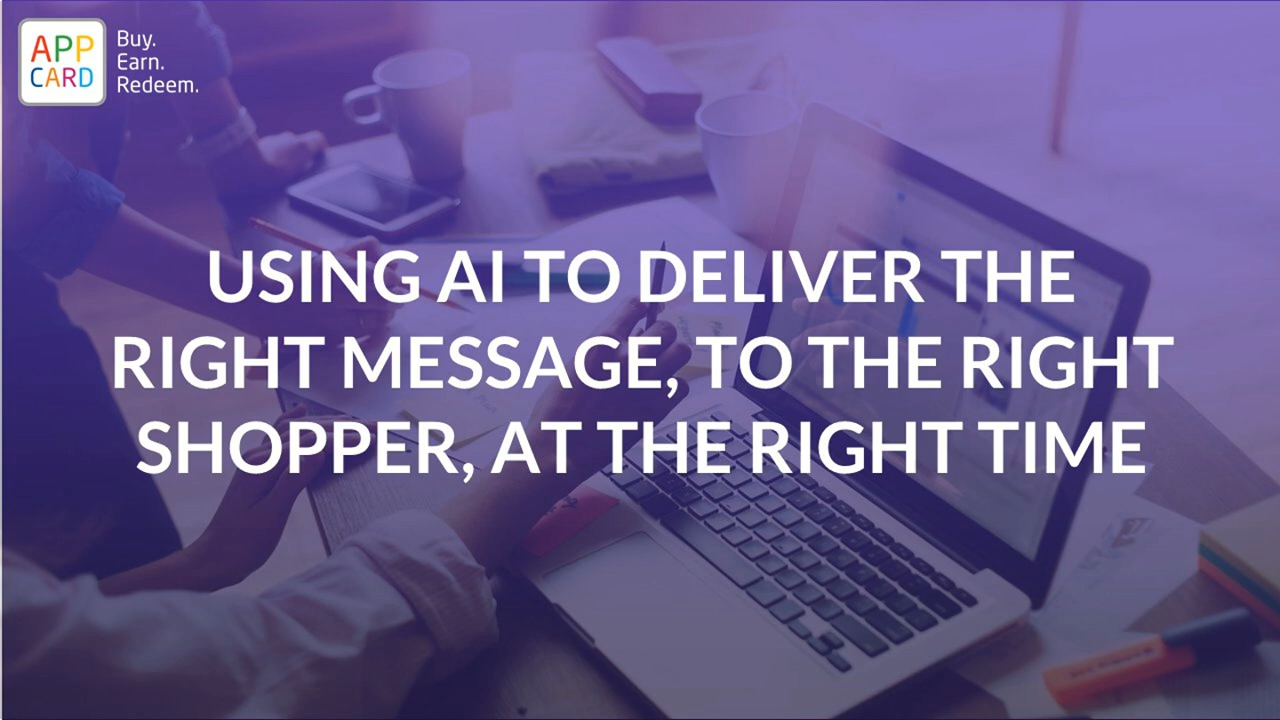 APP
CARD
Buy.
Earn.
Redeem.
USING AI TO DELIVER THE
RIGHT MESSAGE, TO THE RIGHT
SHOPPER, AT THE RIGHT TIME